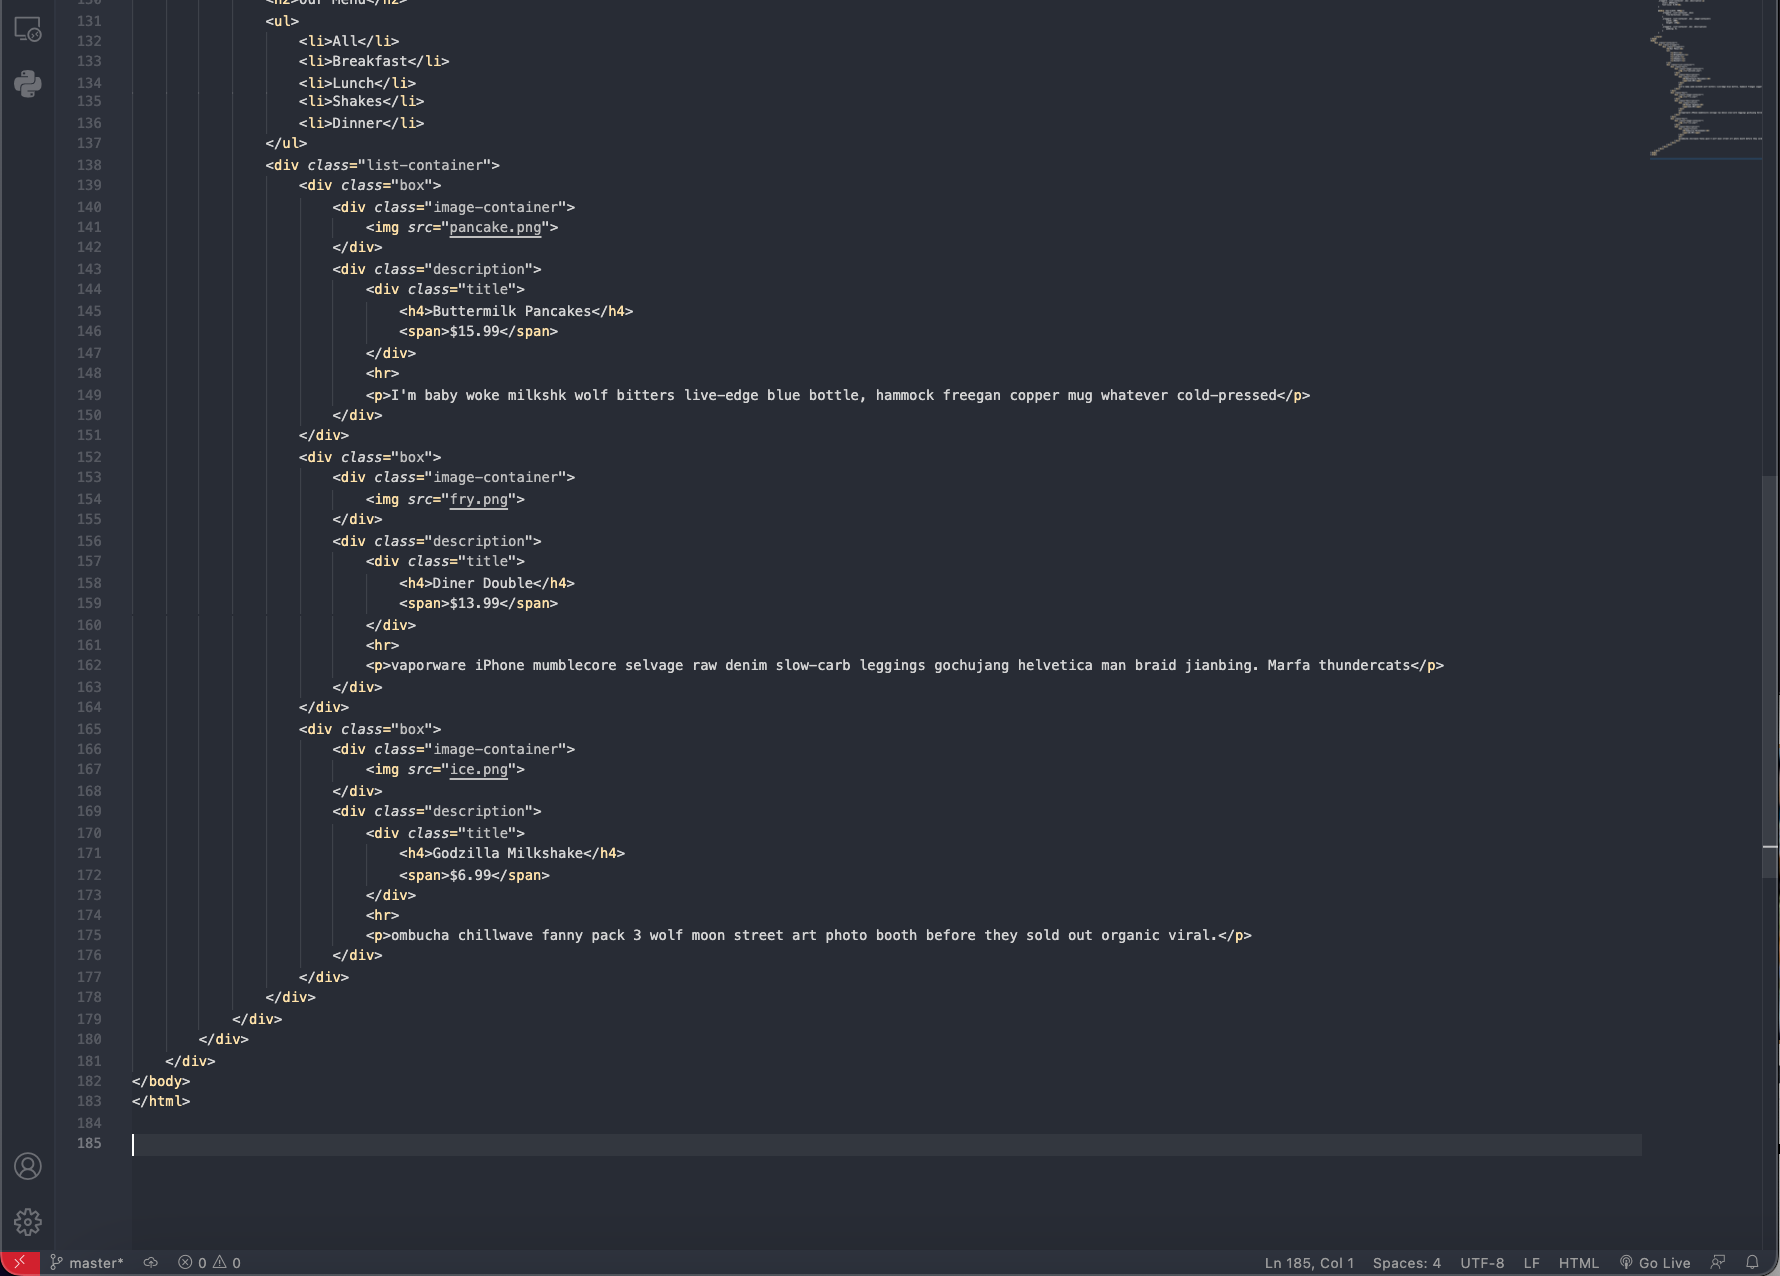 130 <h2>Our Menu</h2>
131 <ul>
132 <li>All</li>
133 <li>Breakfast</li>
134 <li>Lunch</li>
135 <li>Shakes</li>
136 <li>Dinner</li>
137 </ul>
138 <div class="list-container">
139 <div class="box">
140 <div class="image-container">
141 <img src="pancake.png">
142 </div>
143 <div class="description">
144 <div class="title">
145 <h4>Buttermilk Pancakes</h4>
146 <span>$15.99</span>
147 </div>
148 <hr>
149 <p>I'm baby woke milkshk wolf bitters live-edge blue bottle, hammock freegan copper mug whatever cold-pressed</p>
150 </div>
151 </div>
152 <div class="box">
153 <div class="image-container">
154 <img src="fry.png">
155 </div>
156 <div class="description">
157 <div class="title">
158 <h4>Diner Double</h4>
159 <span>$13.99</span>
160 </div>
161 <hr>
162 <p>vaporware iPhone mumblecore selvage raw denim slow-carb leggings gochujang helvetica man braid jianbing. Marfa thundercats</p>
163 </div>
164 </div>
165 <div class="box">
166 <div class="image-container">
167 <img src="ice.png">
168 </div>
169 <div class="description">
170 <div class="title">
171 <h4>Godzilla Milkshake</h4>
172 <span>$6.99</span>
173 </div>
174 <hr>
175 <p>ombucha chillwave fanny pack 3 wolf moon street art photo booth before they sold out organic viral.</p>
176 </div>
177 </div>
178 </div>
179 </div>
180 </div>
181 </div>
182 </body>
183 </html>
184
185
master* 0 0 Ln 185, Col 1 Spaces: 4 UTF-8 LF HTML Go Live